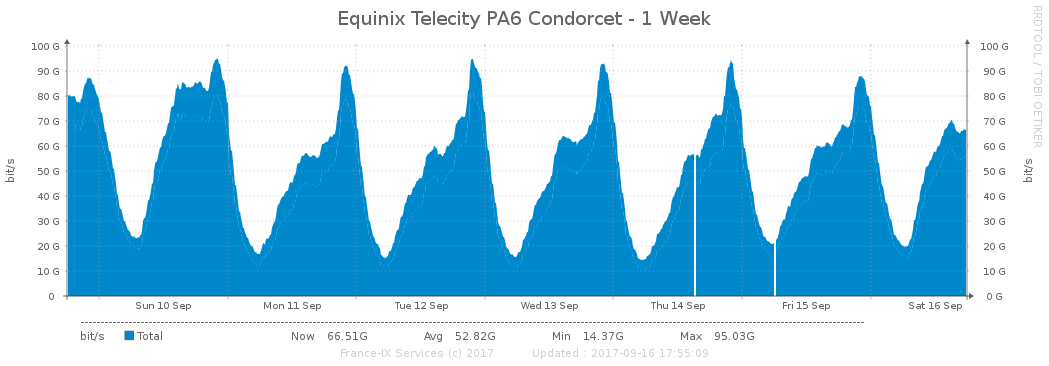 Equinix Telecity PA6 Condorcet - 1 Week
RRDTOOL / TOBI OETIKER
bit/s
bit/s
100 G 100 G
90 G 90 G
80 G 80 G
70 G 70 G
60 G 60 G
50 G 50 G
40 G 40 G
30 G 30 G
20 G 20 G
10 G 10 G
0 0 G
Sun 10 Sep Mon 11 Sep Tue 12 Sep Wed 13 Sep Thu 14 Sep Fri 15 Sep Sat 16 Sep
bit/s Total Now 66.51G Avg 52.82G Min 14.37G Max 95.03G
France-IX Services (c) 2017 Updated : 2017-09-16 17:55:09